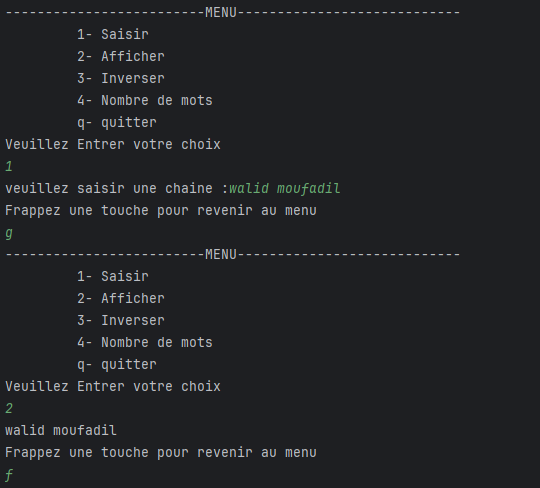 -------------------------MENU----------------------------
1- Saisir
2- Afficher
3- Inverser
4- Nombre de mots
q- quitter
Veuillez Entrer votre choix
1
veuillez saisir une chaine :walid moufadil
Frappez une touche pour revenir au menu
g
-------------------------MENU----------------------------
1- Saisir
2- Afficher
3- Inverser
4- Nombre de mots
q- quitter
Veuillez Entrer votre choix
2
walid moufadil
Frappez une touche pour revenir au menu
f